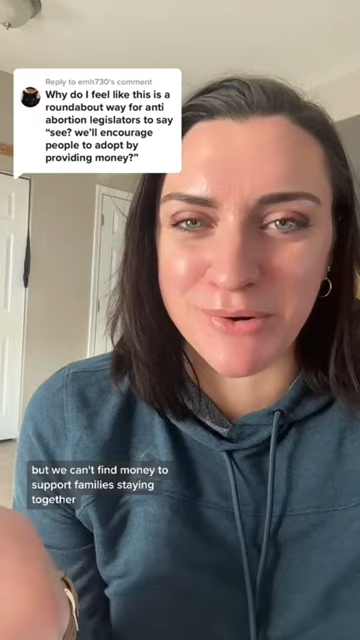 Reply to emh730's comment
Why do I feel like this is a
roundabout way for anti
abortion legislators to say
“see? we’ll encourage
people to adopt by
providing money?”
but we can't find money to
support families staying
together